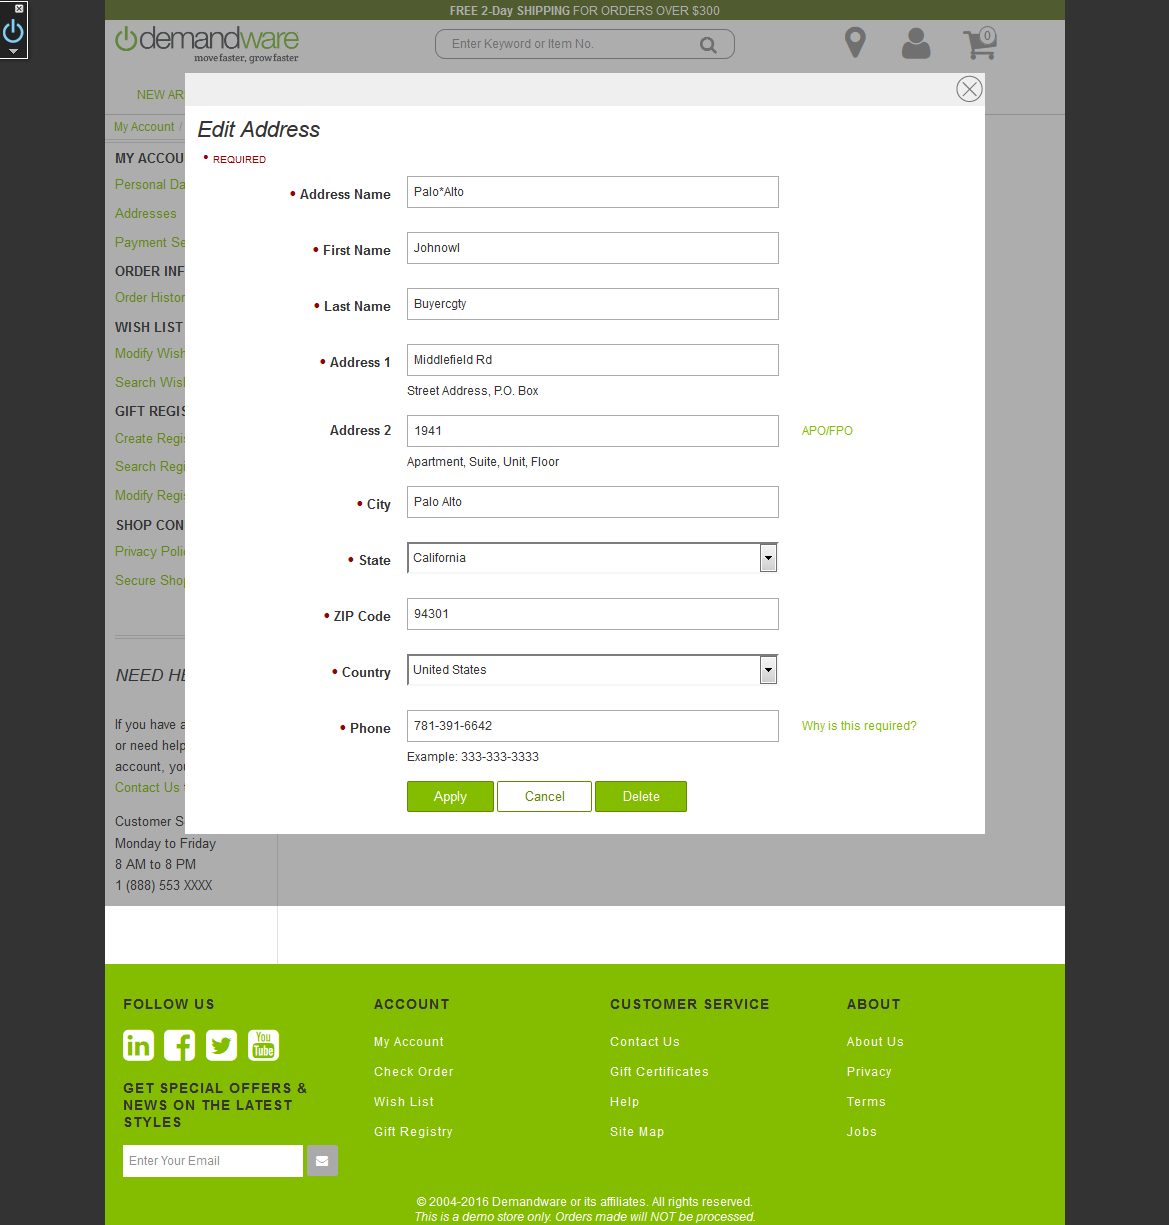 FREE 2-Day SHIPPING FOR ORDERS OVER $300
demandware
move faster, grow faster
Enter Keyword or Item No.
0
NEW AR
My Account /
Edit Address
• REQUIRED
MY ACCOU
Personal Da
Addresses
Payment Se
ORDER INF
Order Histor
WISH LIST
Modify Wish
Search Wis
GIFT REGIS
Create Regi
Search Regi
Modify Regi
SHOP CON
Privacy Poli
Secure Shop
NEED HE
If you have a
or need help
account, you
Contact Us
Customer S
Monday to Friday
8 AM to 8 PM
1 (888) 553 XXXX
• Address Name Palo*Alto
• First Name Johnowl
• Last Name Buyercgty
• Address 1 Middlefield Rd
Street Address, P.O. Box
Address 2 1941 APO/FPO
Apartment, Suite, Unit, Floor
• City Palo Alto
• State California
• ZIP Code 94301
• Country United States
• Phone 781-391-6642 Why is this required?
Example: 333-333-3333
Apply Cancel Delete
FOLLOW US
in f You Tube
GET SPECIAL OFFERS &
NEWS ON THE LATEST
STYLES
Enter Your Email
ACCOUNT
My Account
Check Order
Wish List
Gift Registry
CUSTOMER SERVICE
Contact Us
Gift Certificates
Help
Site Map
ABOUT
About Us
Privacy
Terms
Jobs
© 2004-2016 Demandware or its affiliates. All rights reserved.
This is a demo store only. Orders made will NOT be processed.